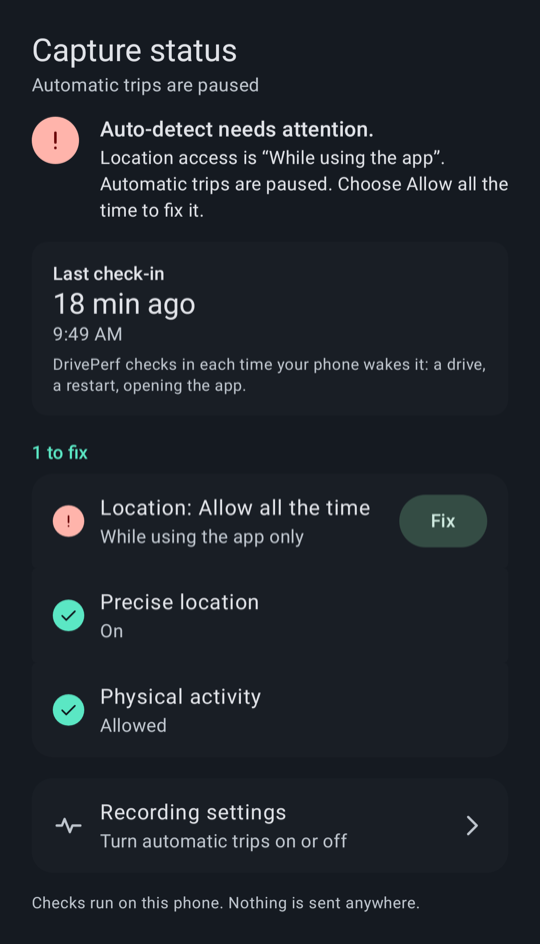 Capture status
Automatic trips are paused
Auto-detect needs attention.
Location access is “While using the app”.
Automatic trips are paused. Choose Allow all the
time to fix it.
Last check-in
18 min ago
9:49 AM
DrivePerf checks in each time your phone wakes it: a drive,
a restart, opening the app.
1 to fix
Location: Allow all the time
While using the app only
Fix
Precise location
On
Physical activity
Allowed
Recording settings
Turn automatic trips on or off
Checks run on this phone. Nothing is sent anywhere.